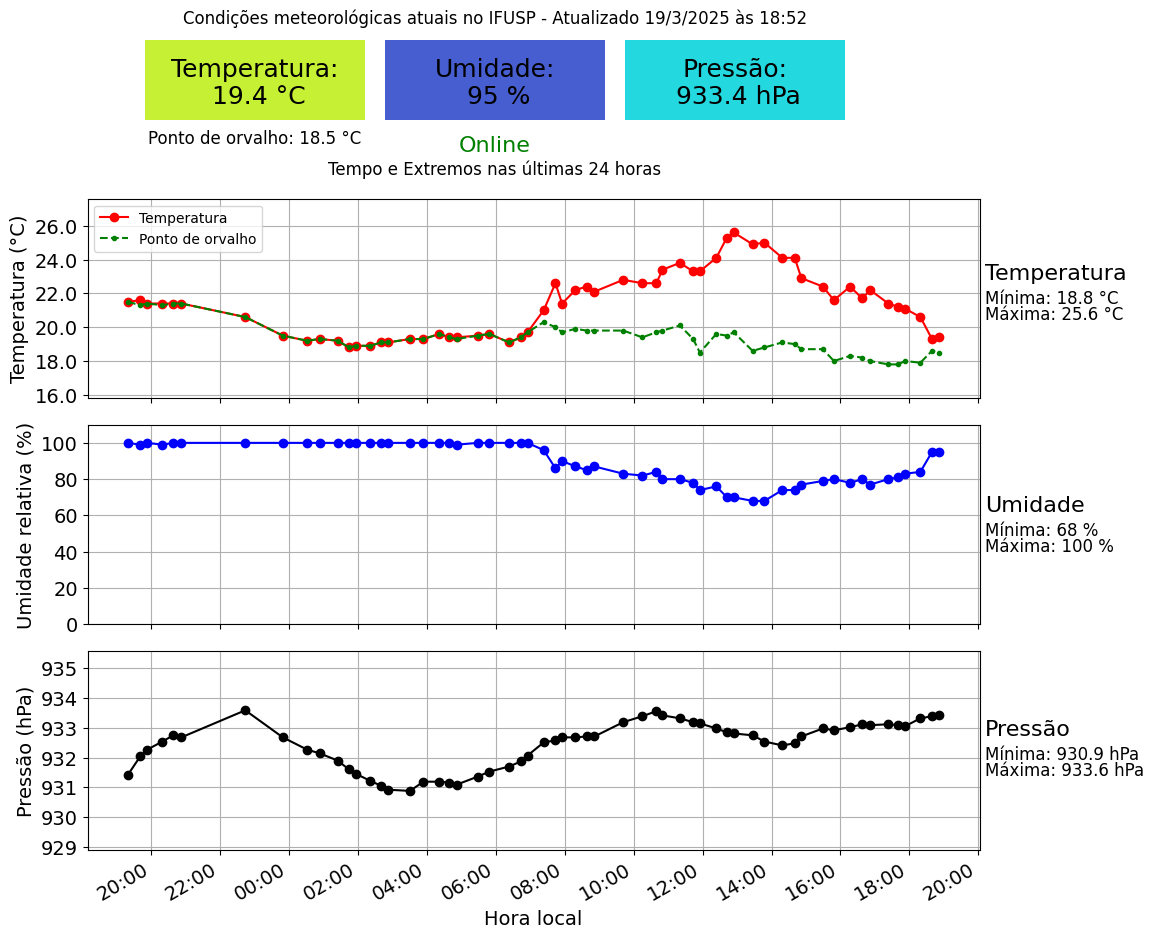 Condições meteorológicas atuais no IFUSP - Atualizado 19/3/2025 às 18:52
Temperatura:
19.4 °C
Umidade:
95 %
Pressão:
933.4 hPa
Ponto de orvalho: 18.5 °C
Online
Tempo e Extremos nas últimas 24 horas
Temperatura (°C)
26.0
24.0
22.0
20.0
18.0
16.0
Temperatura
Ponto de orvalho
Temperatura
Mínima: 18.8 °C
Máxima: 25.6 °C
Umidade relativa (%)
100
80
60
40
20
0
Umidade
Mínima: 68 %
Máxima: 100 %
Pressão (hPa)
935
934
933
932
931
930
929
Pressão
Mínima: 930.9 hPa
Máxima: 933.6 hPa
20:00 22:00 00:00 02:00 04:00 06:00 08:00 10:00 12:00 14:00 16:00 18:00 20:00
Hora local